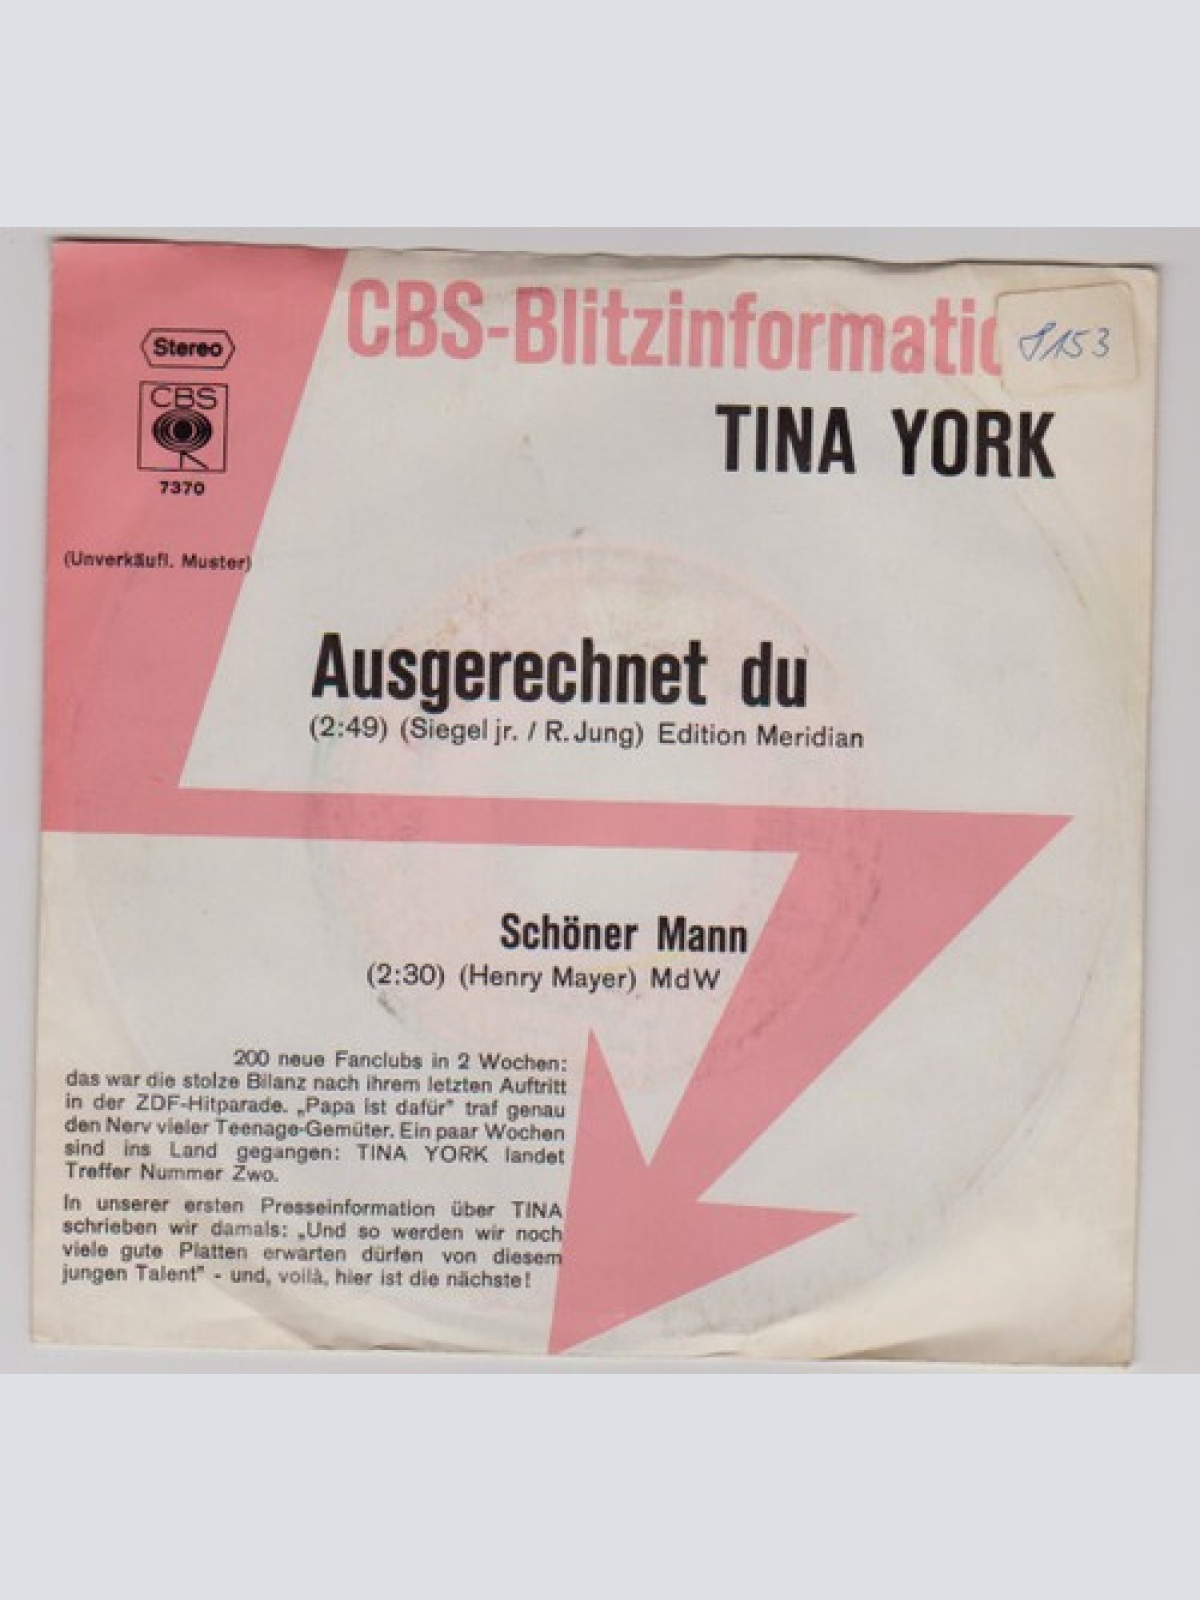 CBS-Blitzinformatio
Stereo
CBS
7370
(Unverkäufl. Muster)
TINA YORK
Ausgerechnet du
(2:49) (Siegel jr. / R. Jung) Edition Meridian
Schöner Mann
(2:30) (Henry Mayer) MdW
200 neue Fanclubs in 2 Wochen:
das war die stolze Bilanz nach ihrem letzten Auftritt
in der ZDF-Hitparade. „Papa ist dafür" traf genau
den Nerv vieler Teenage-Gemüter. Ein paar Wochen
sind ins Land gegangen: TINA YORK landet
Treffer Nummer Zwo.
In unserer ersten Presseinformation über TINA
schrieben wir damals: „Und so werden wir noch
viele gute Platten erwarten dürfen von diesem
jungen Talent" - und, voilà, hier ist die nächste!